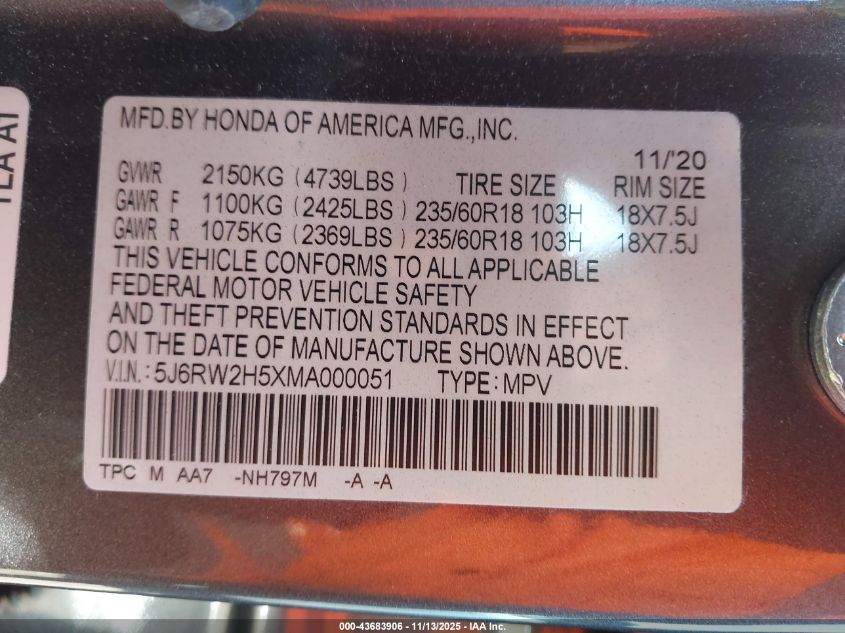 MFD.BY HONDA OF AMERICA MFG.,INC.
11/'20
GVWR 2150KG (4739LBS ) TIRE SIZE RIM SIZE
GAWR F 1100KG (2425LBS ) 235/60R18 103H 18X7.5J
GAWR R 1075KG (2369LBS ) 235/60R18 103H 18X7.5J
THIS VEHICLE CONFORMS TO ALL APPLICABLE
FEDERAL MOTOR VEHICLE SAFETY
AND THEFT PREVENTION STANDARDS IN EFFECT
ON THE DATE OF MANUFACTURE SHOWN ABOVE.
V.I.N.: 5J6RW2H5XMA000051 TYPE: MPV
TPC M AA7 -NH797M -A -A
000-43683906 - 11/13/2025 - IAA Inc.